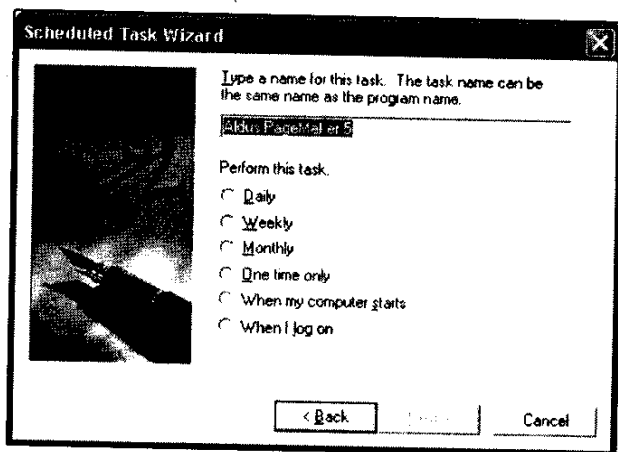 Scheduled Task Wizard
Type a name for this task. The task name can be
the same name as the program name.
Aldus PageMaker 5
Perform this task.
Daily
Weekly
Monthly
One time only
When my computer starts
When I log on
< Back
Cancel